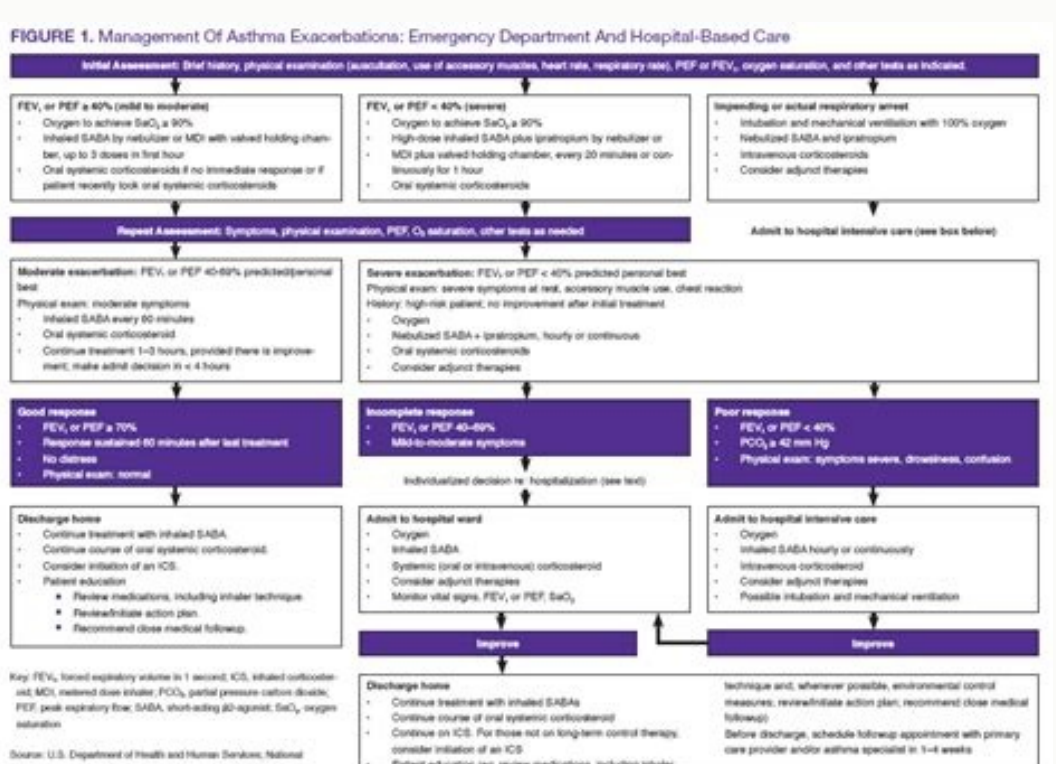 FIGURE 1. Management Of Asthma Exacerbations: Emergency Department And Hospital-Based Care
Initial Assessment: Brief history, physical examination (auscultation, use of accessory muscles, heart rate, respiratory rate), PEF or FEV₁, oxygen saturation, and other tests as indicated.
FEV₁ or PEF ≥ 40% (mild to moderate)
• Oxygen to achieve SaO₂ ≥ 90%
• Inhaled SABA by nebulizer or MDI with valved holding cham-
ber, up to 3 doses in first hour
• Oral systemic corticosteroids if no immediate response or if
patient recently took oral systemic corticosteroids
FEV₁ or PEF < 40% (severe)
• Oxygen to achieve SaO₂ ≥ 90%
• High-dose inhaled SABA plus ipratropium by nebulizer or
• MDI plus valved holding chamber, every 20 minutes or con-
tinuously for 1 hour
• Oral systemic corticosteroids
Impending or actual respiratory arrest
• Intubation and mechanical ventilation with 100% oxygen
• Nebulized SABA and ipratropium
• Intravenous corticosteroids
• Consider adjunct therapies
Repeat Assessment: Symptoms, physical examination, PEF, O₂ saturation, other tests as needed
Admit to hospital intensive care (see box below)
Moderate exacerbation: FEV₁ or PEF 40-69% predicted/personal
best
Physical exam: moderate symptoms
• Inhaled SABA every 60 minutes
• Oral systemic corticosteroid
• Continue treatment 1–3 hours, provided there is improve-
ment; make admit decision in < 4 hours
Severe exacerbation: FEV₁ or PEF < 40% predicted personal best
Physical exam: severe symptoms at rest, accessory muscle use, chest reaction
History: high-risk patient; no improvement after initial treatment
• Oxygen
• Nebulized SABA + ipratropium, hourly or continuous
• Oral systemic corticosteroids
• Consider adjunct therapies
Good response
• FEV₁ or PEF ≥ 70%
• Response sustained 60 minutes after last treatment
• No distress
• Physical exam: normal
Incomplete response
• FEV₁ or PEF 40–69%
• Mild-to-moderate symptoms
Poor response
• FEV₁ or PEF < 40%
• PCO₂ ≥ 42 mm Hg
• Physical exam: symptoms severe, drowsiness, confusion
Individualized decision re: hospitalization (see text)
Discharge home
• Continue treatment with inhaled SABA.
• Continue course of oral systemic corticosteroid.
• Consider initiation of an ICS.
• Patient education
• Review medications, including inhaler technique.
• Review/initiate action plan.
• Recommend close medical followup.
Admit to hospital ward
• Oxygen
• Inhaled SABA
• Systemic (oral or intravenous) corticosteroid
• Consider adjunct therapies
• Monitor vital signs, FEV₁ or PEF, SaO₂
Admit to hospital intensive care
• Oxygen
• Inhaled SABA hourly or continuously
• Intravenous corticosteroid
• Consider adjunct therapies
• Possible intubation and mechanical ventilation
Improve
Improve
Key: FEV₁, forced expiratory volume in 1 second; ICS, inhaled corticoster-
oid; MDI, metered dose inhaler; PCO₂, partial pressure carbon dioxide;
PEF, peak expiratory flow; SABA, short-acting β2-agonist; SaO₂, oxygen
saturation
Source: U.S. Department of Health and Human Services; National
Discharge home
• Continue treatment with inhaled SABAs
• Continue course of oral systemic corticosteroid
• Continue on ICS. For those not on long-term control therapy,
consider initiation of an ICS
• Patient education (eg, review medications, including inhaler
technique and, whenever possible, environmental control
measures; review/initiate action plan; recommend close medical
followup)
Before discharge, schedule followup appointment with primary
care provider and/or asthma specialist in 1–4 weeks